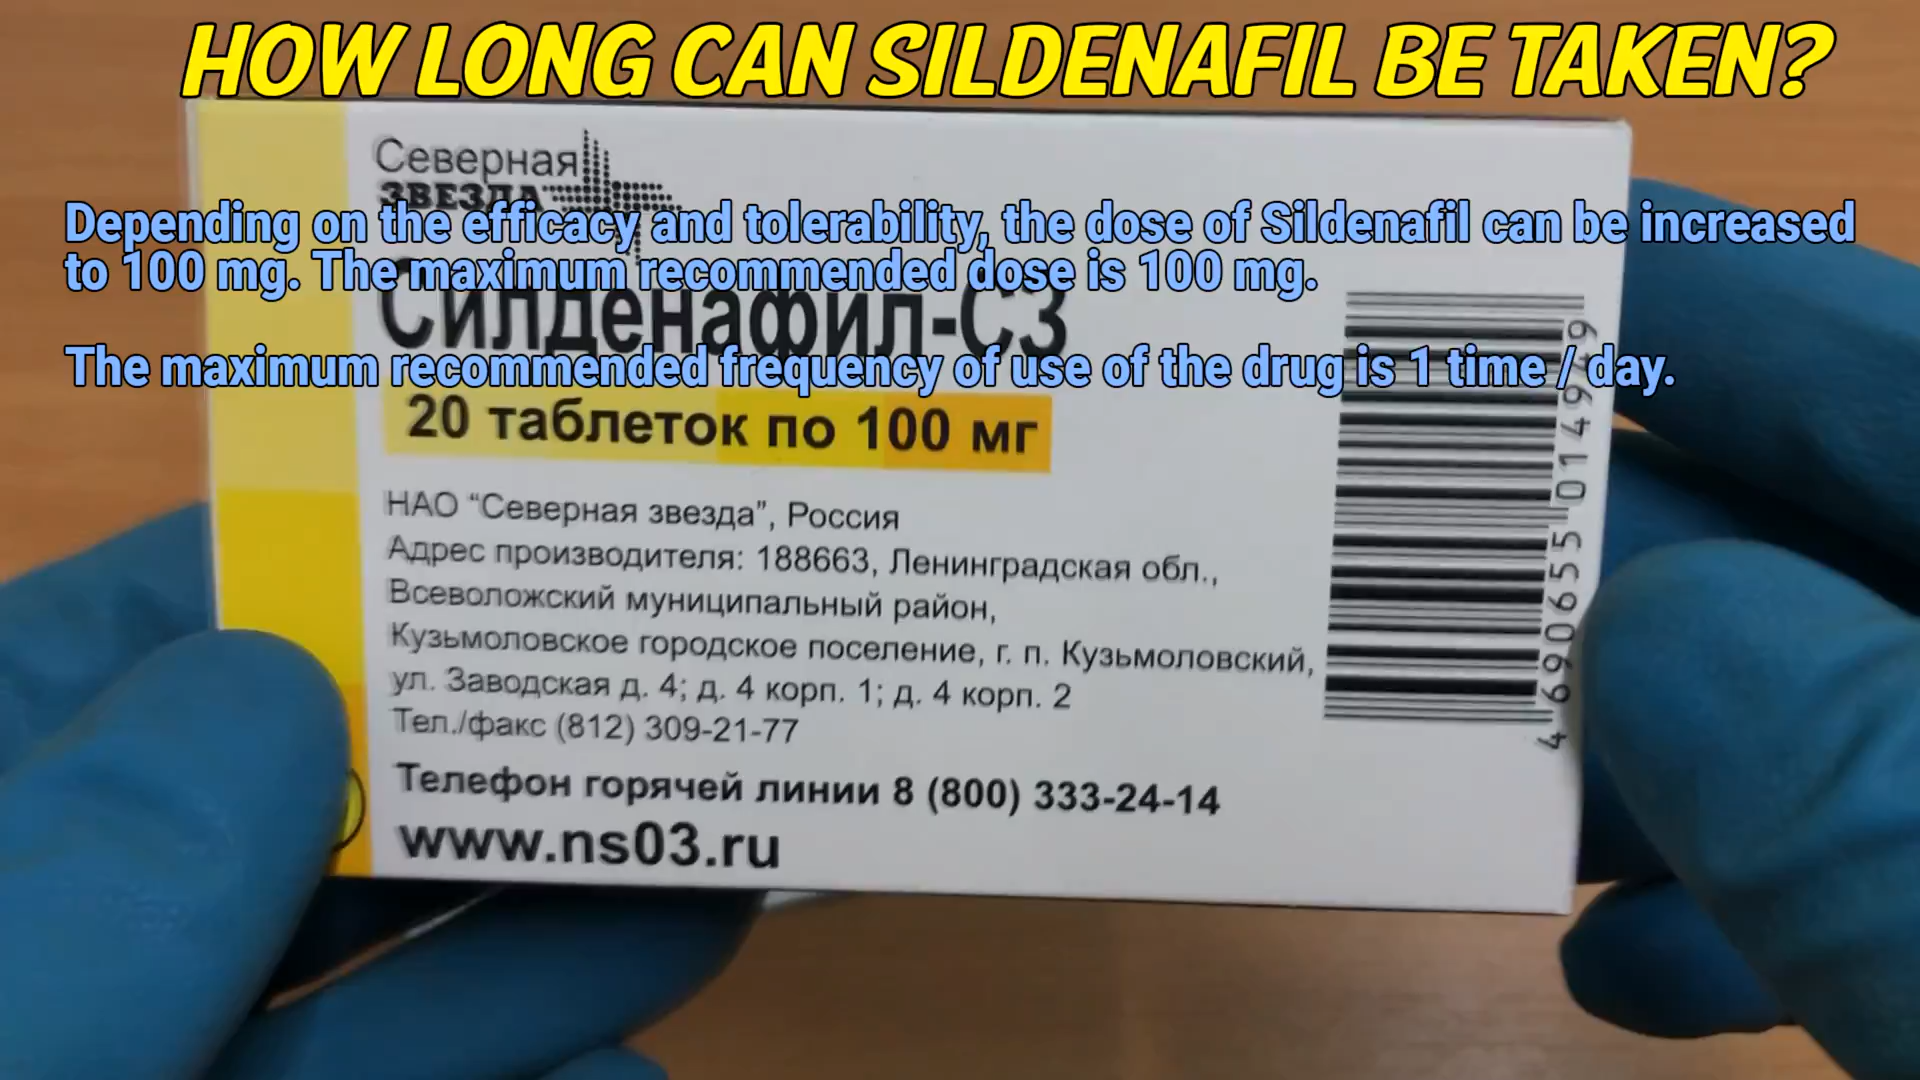 HOW LONG CAN SILDENAFIL BE TAKEN?
Северная
ЗВЕЗДА
Depending on the efficacy and tolerability, the dose of Sildenafil can be increased
to 100 mg. The maximum recommended dose is 100 mg.
Силденафил-СЗ
The maximum recommended frequency of use of the drug is 1 time / day.
20 таблеток по 100 мг
НАО “Северная звезда”, Россия
Адрес производителя: 188663, Ленинградская обл.,
Всеволожский муниципальный район,
Кузьмоловское городское поселение, г. п. Кузьмоловский,
ул. Заводская д. 4; д. 4 корп. 1; д. 4 корп. 2
Тел./факс (812) 309-21-77
Телефон горячей линии 8 (800) 333-24-14
www.ns03.ru
4 690655 014949